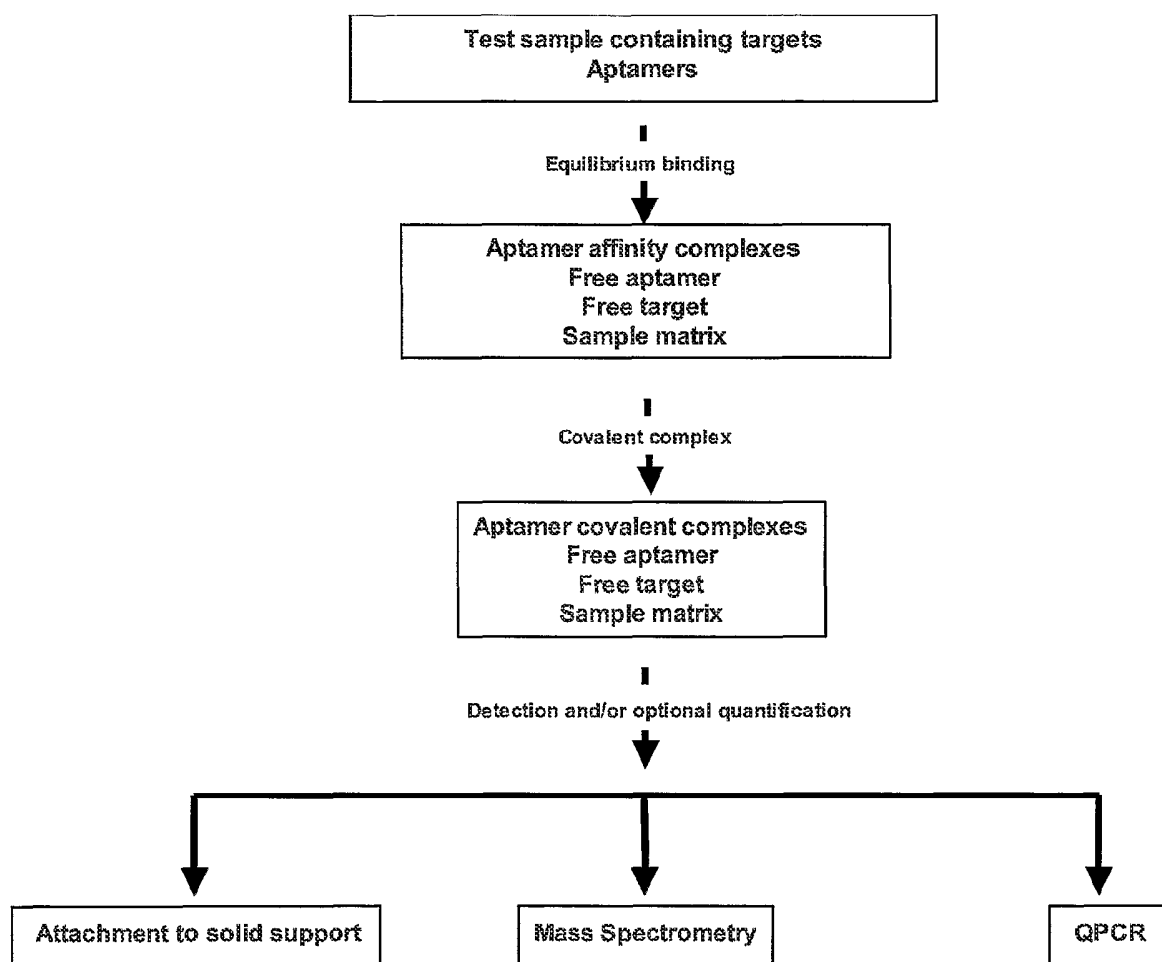 Test sample containing targets
Aptamers
Equilibrium binding
Aptamer affinity complexes
Free aptamer
Free target
Sample matrix
Covalent complex
Aptamer covalent complexes
Free aptamer
Free target
Sample matrix
Detection and/or optional quantification
Attachment to solid support
Mass Spectrometry
QPCR